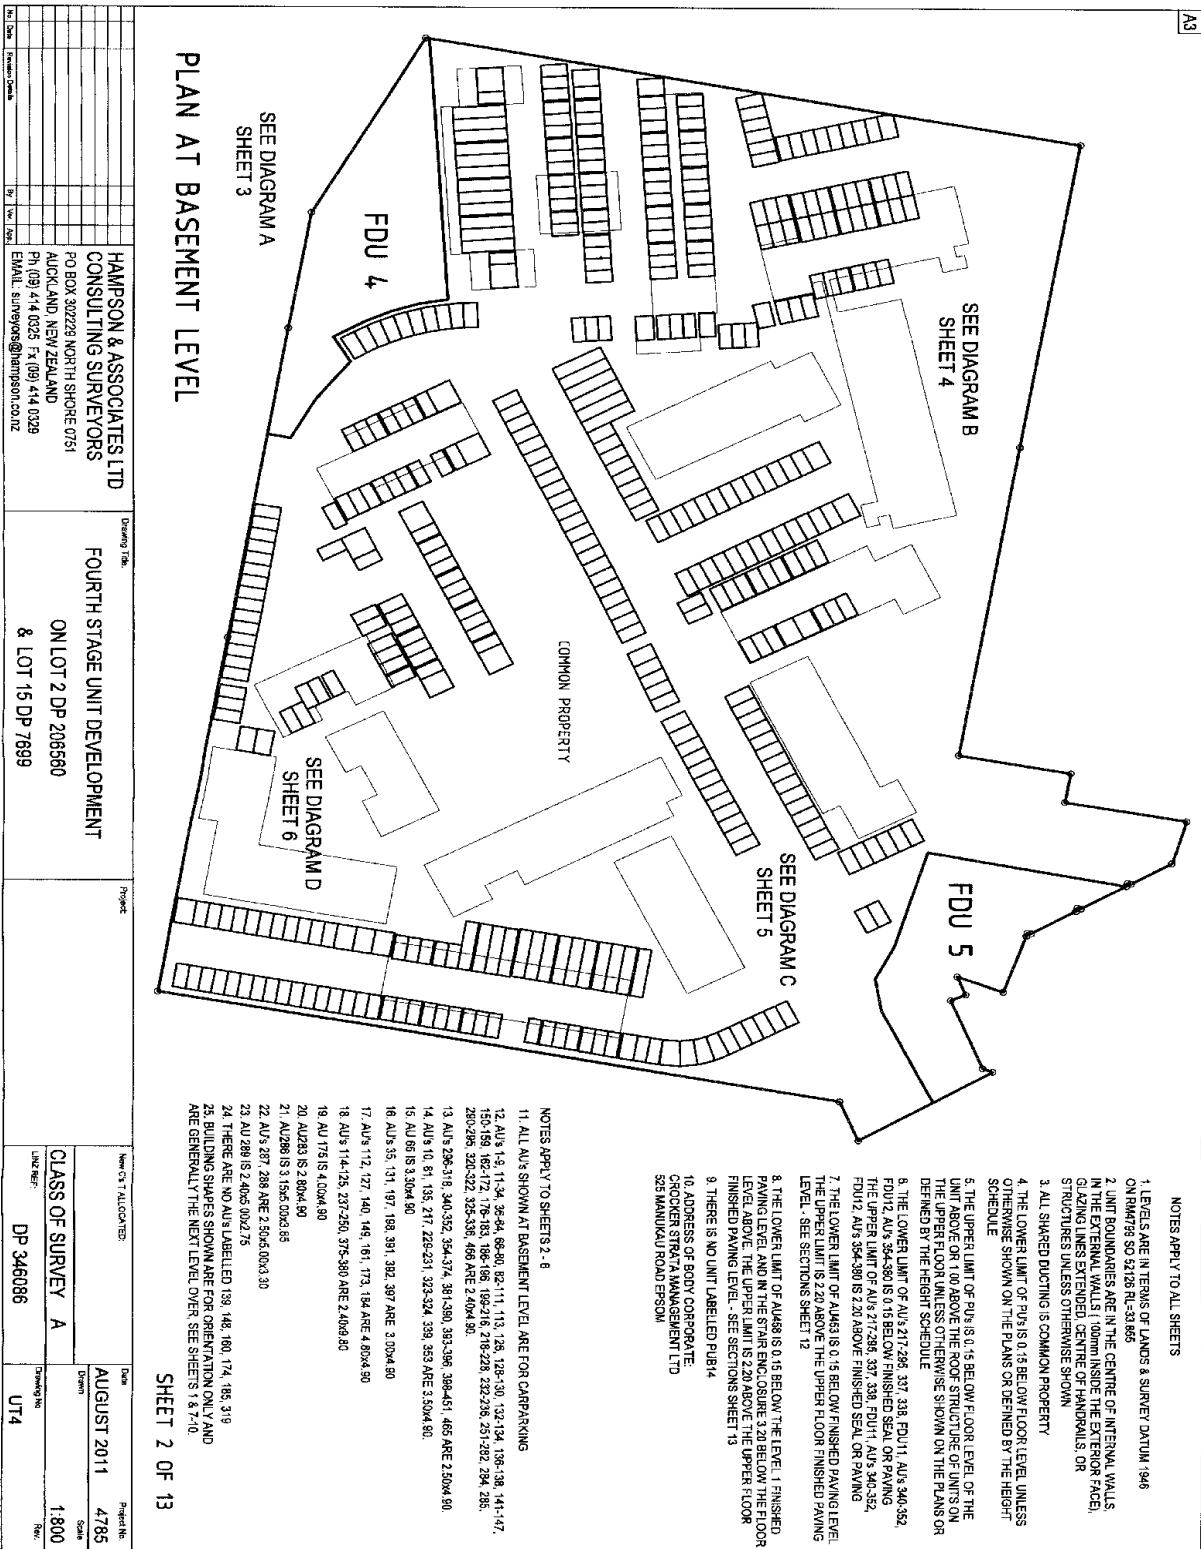 A3
NOTES APPLY TO ALL SHEETS
1. LEVELS ARE IN TERMS OF LANDS & SURVEY DATUM 1946
ON RM4799 SO 52126 RL=33.865
2. UNIT BOUNDARIES ARE IN THE CENTRE OF INTERNAL WALLS,
IN THE EXTERNAL WALLS (100mm INSIDE THE EXTERIOR FACE),
GLAZING LINES EXTENDED, CENTRE OF HANDRAILS, OR
STRUCTURES UNLESS OTHERWISE SHOWN
3. ALL SHARED DUCTING IS COMMON PROPERTY
4. THE LOWER LIMIT OF PU's IS 0.15 BELOW FLOOR LEVEL UNLESS
OTHERWISE SHOWN ON THE PLANS OR DEFINED BY THE HEIGHT
SCHEDULE
5. THE UPPER LIMIT OF PU's IS 0.15 BELOW FLOOR LEVEL OF THE
UNIT ABOVE OR 1.00 ABOVE THE ROOF STRUCTURE OF UNITS ON
THE UPPER FLOOR UNLESS OTHERWISE SHOWN ON THE PLANS OR
DEFINED BY THE HEIGHT SCHEDULE
6. THE LOWER LIMIT OF AU's 217-295, 337, 338, FDU11, AU's 340-352,
FDU12, AU's 354-380 IS 0.15 BELOW FINISHED SEAL OR PAVING
THE UPPER LIMIT OF AU's 217-295, 337, 338, FDU11, AU's 340-352,
FDU12, AU's 354-380 IS 2.20 ABOVE FINISHED SEAL OR PAVING
7. THE LOWER LIMIT OF AU463 IS 0.15 BELOW FINISHED PAVING LEVEL
THE UPPER LIMIT IS 2.20 ABOVE THE UPPER FLOOR FINISHED PAVING
LEVEL - SEE SECTIONS SHEET 12
8. THE LOWER LIMIT OF AU458 IS 0.15 BELOW THE LEVEL 1 FINISHED
PAVING LEVEL AND IN THE STAIR ENCLOSURE 3.20 BELOW THE FLOOR
LEVEL ABOVE. THE UPPER LIMIT IS 2.20 ABOVE THE UPPER FLOOR
FINISHED PAVING LEVEL - SEE SECTIONS SHEET 13
9. THERE IS NO UNIT LABELLED PUB14
10. ADDRESS OF BODY CORPORATE:
CROCKER STRATA MANAGEMENT LTD
525 MANUKAU ROAD EPSOM
NOTES APPLY TO SHEETS 2 - 6
11. ALL AU's SHOWN AT BASEMENT LEVEL ARE FOR CARPARKING
12. AU's 1-9, 11-34, 36-64, 66-80, 82-111, 113, 126, 128-130, 132-134, 136-138, 141-147,
150-159, 162-172, 176-183, 186-196, 199-216, 218-228, 232-236, 251-282, 284, 285,
290-295, 320-322, 325-336, 466 ARE 2.40x4.90.
13. AU's 296-318, 340-352, 354-374, 381-390, 393-396, 398-451, 465 ARE 2.50x4.90.
14. AU's 10, 81, 135, 217, 229-231, 323-324, 339, 353 ARE 3.50x4.90.
15. AU 65 IS 3.30x4.90
16. AU's 35, 131, 197, 198, 391, 392, 397 ARE 3.00x4.90
17. AU's 112, 127, 140, 149, 161, 173, 184 ARE 4.80x4.90
18. AU's 114-125, 237-250, 375-380 ARE 2.40x9.80
19. AU 175 IS 4.00x4.90
20. AU283 IS 2.80x4.90
21. AU286 IS 3.15x5.00x3.65
22. AU's 287, 288 ARE 2.50x5.00x3.30
23. AU 289 IS 2.40x5.00x2.75
24. THERE ARE NO AU's LABELLED 139, 148, 160, 174, 185, 319
25. BUILDING SHAPES SHOWN ARE FOR ORIENTATION ONLY AND
ARE GENERALLY THE NEXT LEVEL OVER, SEE SHEETS 1 & 7-10.
SEE DIAGRAM B
SHEET 4
FDU 5
SEE DIAGRAM C
SHEET 5
COMMON PROPERTY
FDU 4
SEE DIAGRAM D
SHEET 6
SEE DIAGRAM A
SHEET 3
PLAN AT BASEMENT LEVEL
SHEET 2 OF 13
No. Date Revision Details By Ver. App.
HAMPSON & ASSOCIATES LTD
CONSULTING SURVEYORS
PO BOX 302229 NORTH SHORE 0751
AUCKLAND, NEW ZEALAND
Ph (09) 414 0325 Fx (09) 414 0329
EMAIL: surveyors@hampson.co.nz
Drawing Title:
FOURTH STAGE UNIT DEVELOPMENT
ON LOT 2 DP 206560
& LOT 15 DP 7699
Project:
New C's T ALLOCATED:
CLASS OF SURVEY A
LINZ REF:
DP 346086
Date
AUGUST 2011
Project No.
4785
Drawn
Scale
1:800
Drawing No
UT4
Rev.